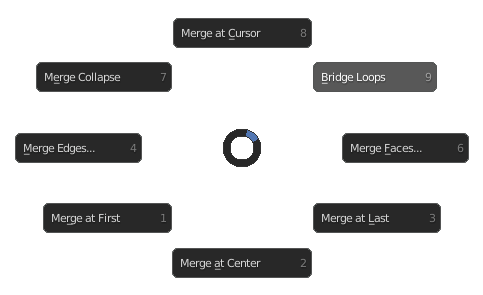 Merge at Cursor 8
Merge Collapse 7
Bridge Loops 9
Merge Edges... 4
Merge Faces... 6
Merge at First 1
Merge at Last 3
Merge at Center 2